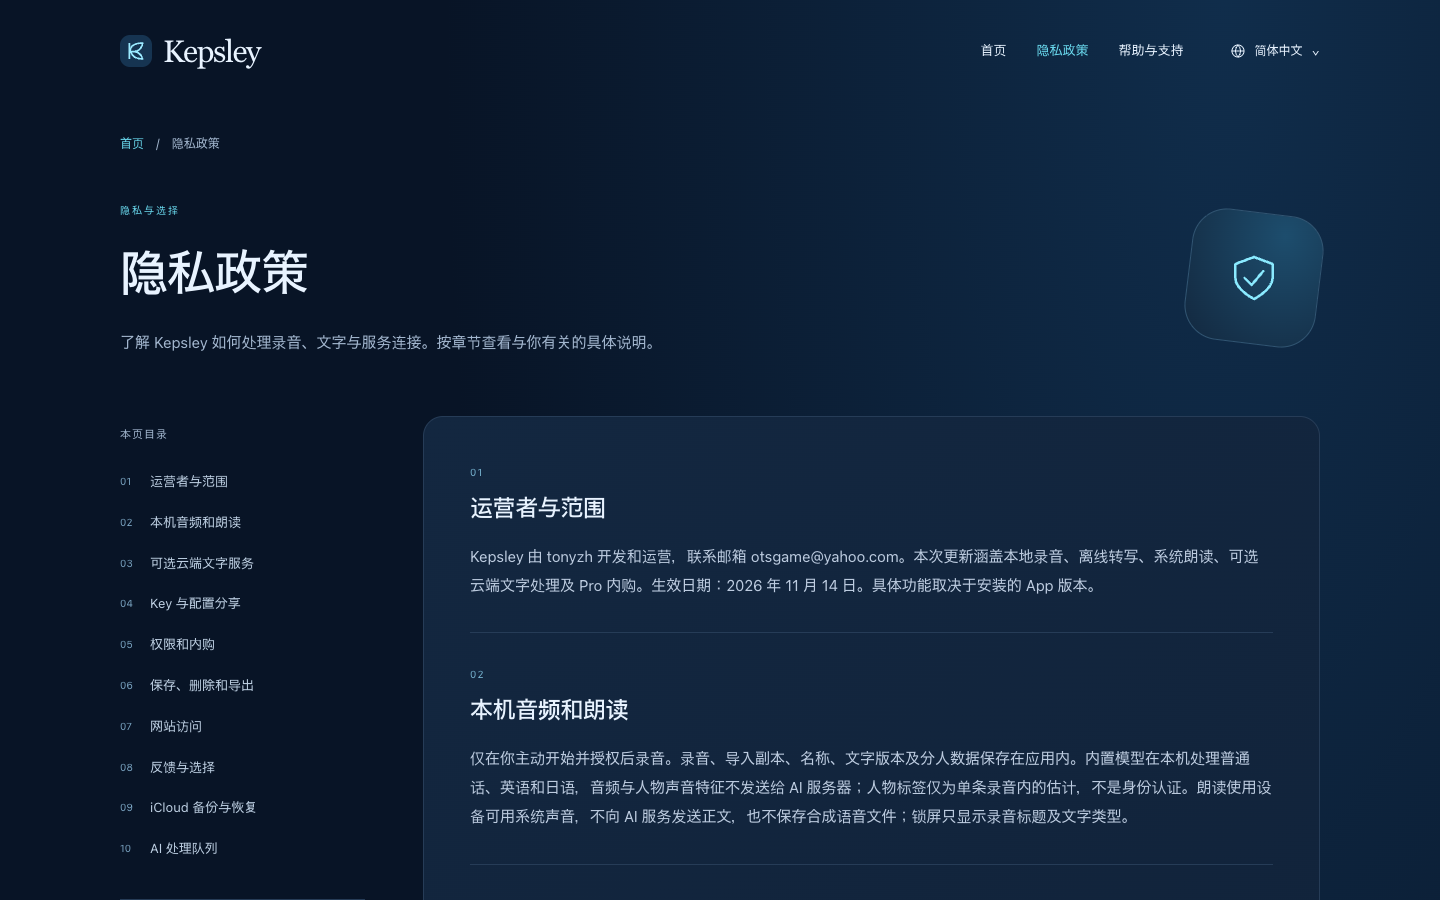 Kepsley
首页 隐私政策 帮助与支持 简体中文
首页 / 隐私政策
隐私与选择
隐私政策
了解 Kepsley 如何处理录音、文字与服务连接。按章节查看与你有关的具体说明。
本页目录
01 运营者与范围
02 本机音频和朗读
03 可选云端文字服务
04 Key 与配置分享
05 权限和内购
06 保存、删除和导出
07 网站访问
08 反馈与选择
09 iCloud 备份与恢复
10 AI 处理队列
01
运营者与范围
Kepsley 由 tonyzh 开发和运营，联系邮箱 otsgame@yahoo.com。本次更新涵盖本地录音、离线转写、系统朗读、可选
云端文字处理及 Pro 内购。生效日期：2026 年 11 月 14 日。具体功能取决于安装的 App 版本。
02
本机音频和朗读
仅在你主动开始并授权后录音。录音、导入副本、名称、文字版本及分人数据保存在应用内。内置模型在本机处理普通
话、英语和日语，音频与人物声音特征不发送给 AI 服务器；人物标签仅为单条录音内的估计，不是身份认证。朗读使用设
备可用系统声音，不向 AI 服务发送正文，也不保存合成语音文件；锁屏只显示录音标题及文字类型。